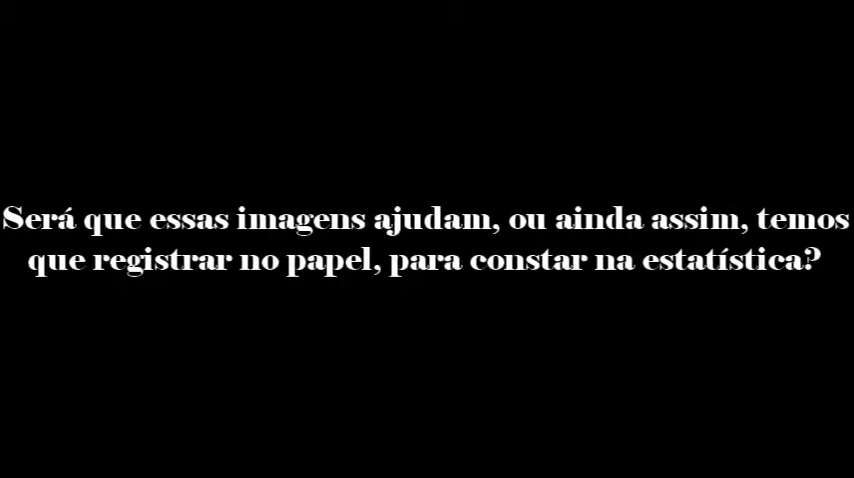 Será que essas imagens ajudam, ou ainda assim, temos
que registrar no papel, para constar na estatística?